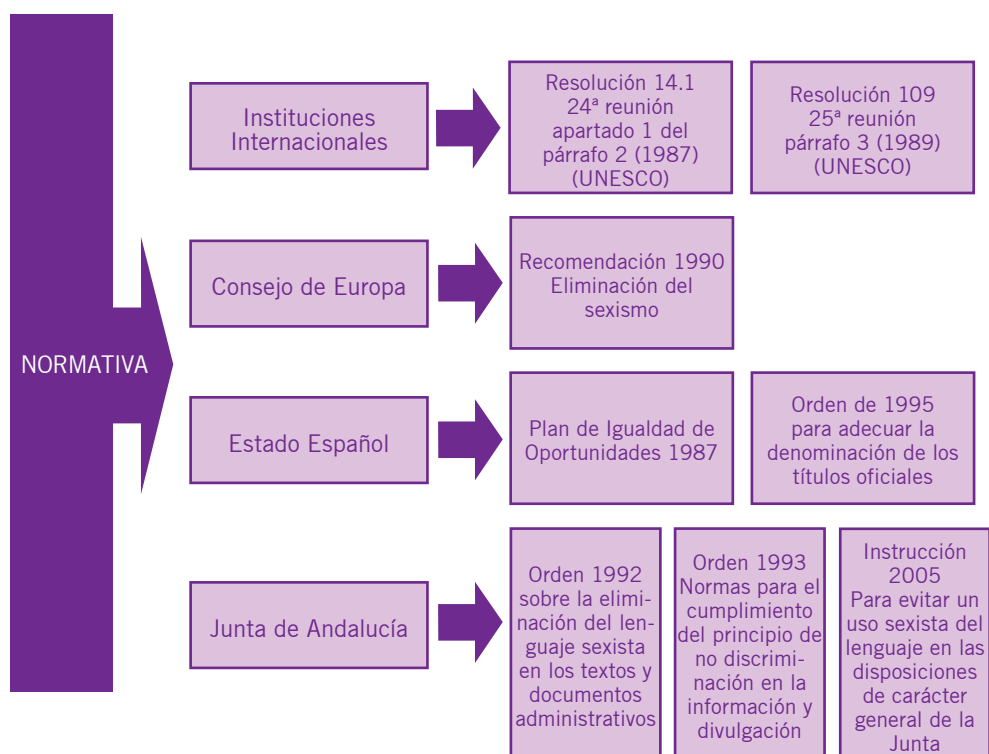 NORMATIVA
Instituciones
Internacionales
Resolución 14.1
24ª reunión
apartado 1 del
párrafo 2 (1987)
(UNESCO)
Resolución 109
25ª reunión
párrafo 3 (1989)
(UNESCO)
Consejo de Europa
Recomendación 1990
Eliminación del
sexismo
Estado Español
Plan de Igualdad de
Oportunidades 1987
Orden de 1995
para adecuar la
denominación de los
títulos oficiales
Junta de Andalucía
Orden 1992
sobre la elimi-
nación del len-
guaje sexista
en los textos y
documentos
administrativos
Orden 1993
Normas para el
cumplimiento
del principio de
no discrimi-
nación en la
información y
divulgación
Instrucción
2005
Para evitar un
uso sexista del
lenguaje en las
disposiciones
de carácter
general de la
Junta